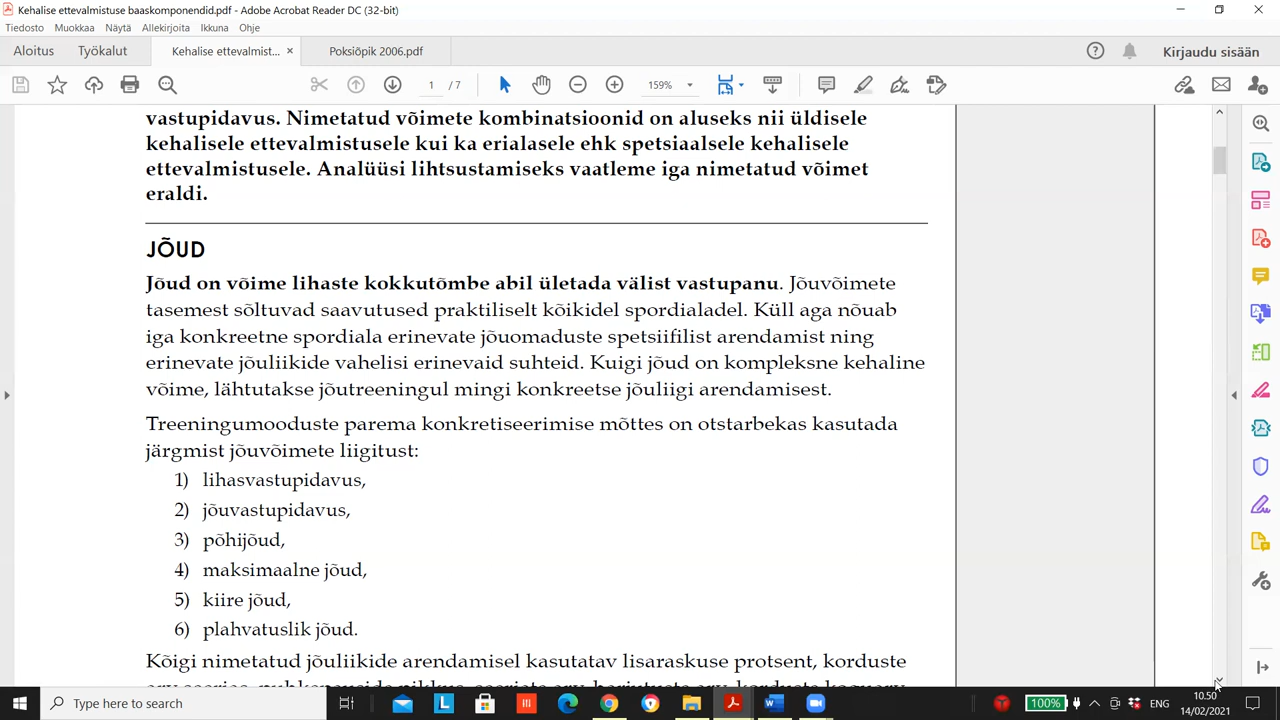 Kehalise ettevalmistuse baaskomponendid.pdf - Adobe Acrobat Reader DC (32-bit)
Tiedosto Muokkaa Näytä Allekirjoita Ikkuna Ohje
Aloitus Työkalut Kehalise ettevalmist... × Poksiõpik 2006.pdf Kirjaudu sisään
1 / 7 159%
vastupidavus. Nimetatud võimete kombinatsioonid on aluseks nii üldisele
kehalisele ettevalmistusele kui ka erialasele ehk spetsiaalsele kehalisele
ettevalmistusele. Analüüsi lihtsustamiseks vaatleme iga nimetatud võimet
eraldi.
JÕUD
Jõud on võime lihaste kokkutõmbe abil ületada välist vastupanu. Jõuvõimete
tasemest sõltuvad saavutused praktiliselt kõikidel spordialadel. Küll aga nõuab
iga konkreetne spordiala erinevate jõuomaduste spetsiifilist arendamist ning
erinevate jõuliikide vahelisi erinevaid suhteid. Kuigi jõud on kompleksne kehaline
võime, lähtutakse jõutreeningul mingi konkreetse jõuliigi arendamisest.
Treeningumooduste parema konkretiseerimise mõttes on otstarbekas kasutada
järgmist jõuvõimete liigitust:
1) lihasvastupidavus,
2) jõuvastupidavus,
3) põhijõud,
4) maksimaalne jõud,
5) kiire jõud,
6) plahvatuslik jõud.
Kõigi nimetatud jõuliikide arendamisel kasutatav lisaraskuse protsent, korduste
Type here to search
100% ENG
10.50
14/02/2021